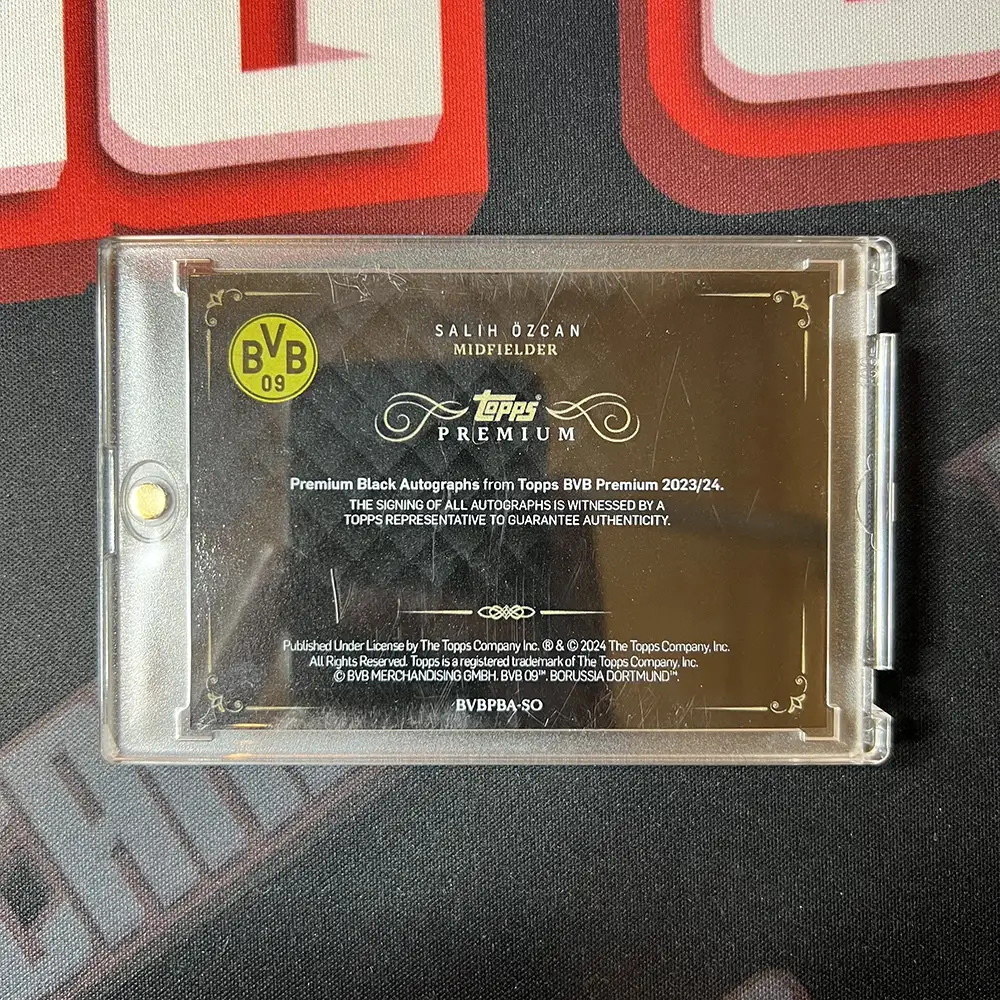 BVB
09
SALIH ÖZCAN
MIDFIELDER
TOPPS®
PREMIUM
Premium Black Autographs from Topps BVB Premium 2023/24.
THE SIGNING OF ALL AUTOGRAPHS IS WITNESSED BY A
TOPPS REPRESENTATIVE TO GUARANTEE AUTHENTICITY.
Published Under License by The Topps Company Inc. ® & © 2024 The Topps Company, Inc.
All Rights Reserved. Topps is a registered trademark of The Topps Company, Inc.
© BVB MERCHANDISING GMBH. BVB 09™. BORUSSIA DORTMUND™.
BVBPBA-SO